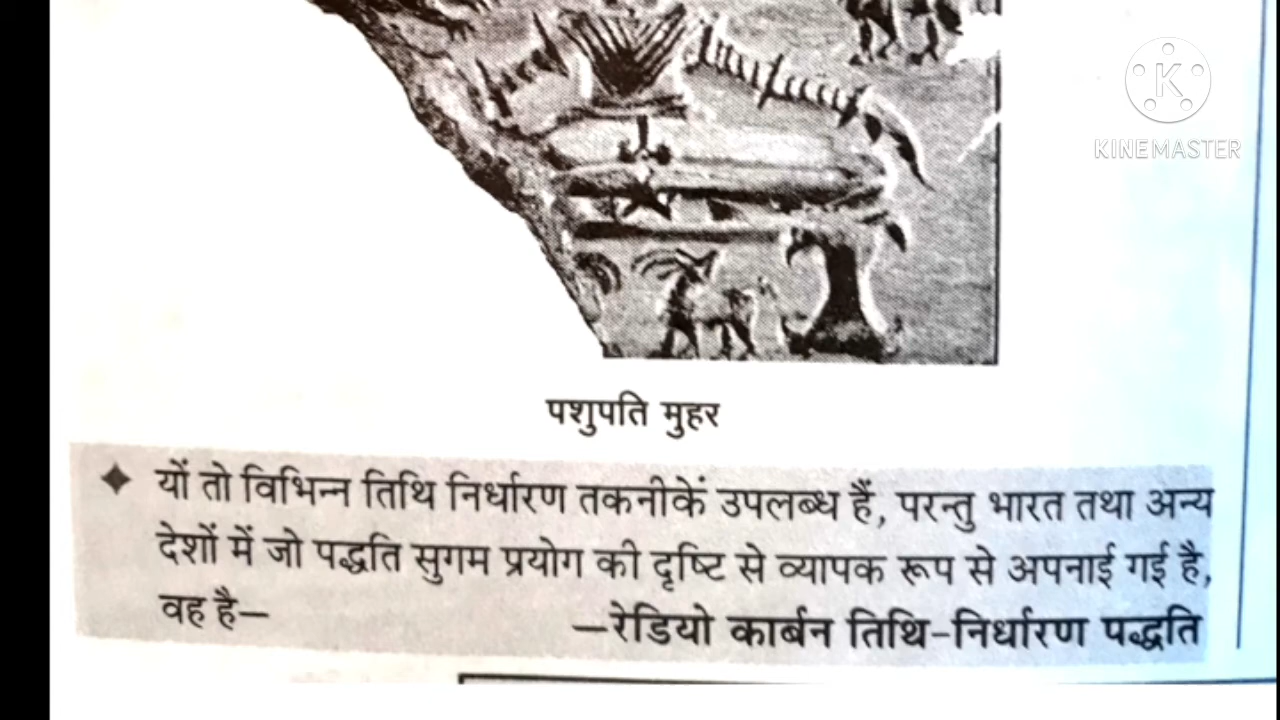 KINEMASTER
पशुपति मुहर
यों तो विभिन्न तिथि निर्धारण तकनीकें उपलब्ध हैं, परन्तु भारत तथा अन्य
देशों में जो पद्धति सुगम प्रयोग की दृष्टि से व्यापक रूप से अपनाई गई है,
वह है— —रेडियो कार्बन तिथि-निर्धारण पद्धति